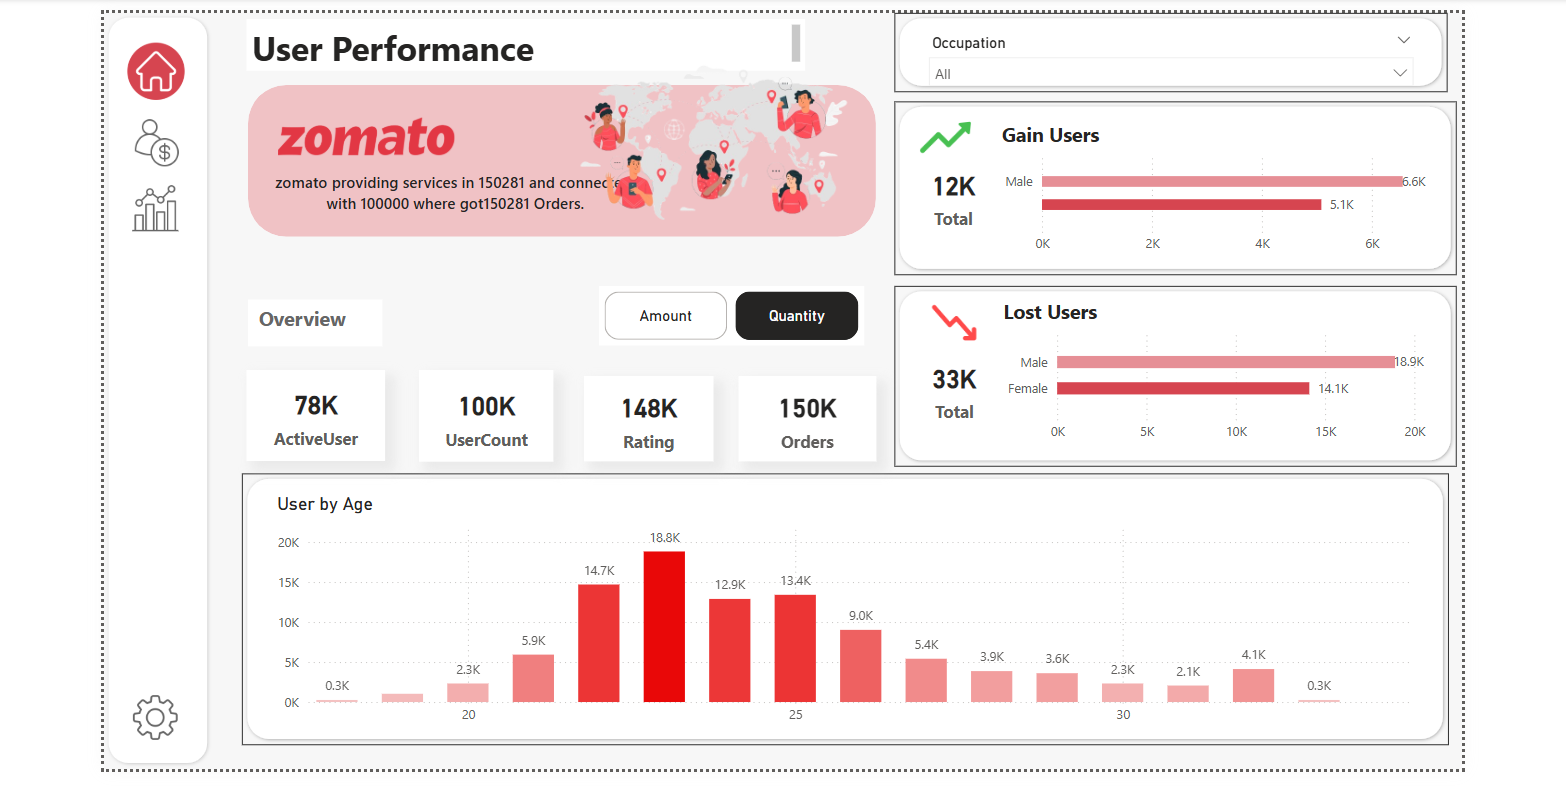 User Performance
zomato
zomato providing services in 150281 and connecte
with 100000 where got150281 Orders.
Occupation
All
Gain Users
12K
Total
Male
6.6K
5.1K
0K 2K 4K 6K
Overview
Amount
Quantity
Lost Users
33K
Total
Male
18.9K
Female
14.1K
0K 5K 10K 15K 20K
78K
ActiveUser
100K
UserCount
148K
Rating
150K
Orders
User by Age
20K
15K
10K
5K
0K
0.3K 2.3K 5.9K 14.7K 18.8K 12.9K 13.4K 9.0K 5.4K 3.9K 3.6K 2.3K 2.1K 4.1K 0.3K
20 25 30